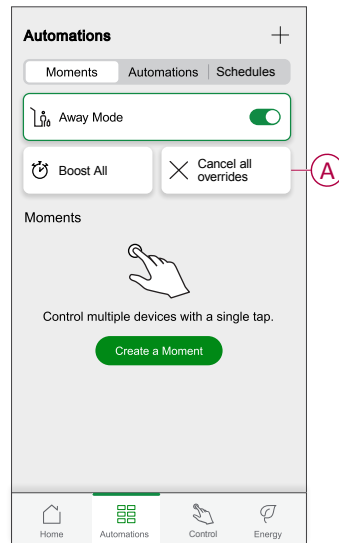 Automations
Moments Automations Schedules
Away Mode
Boost All
Cancel all
overrides
A
Moments
Control multiple devices with a single tap.
Create a Moment
Home Automations Control Energy